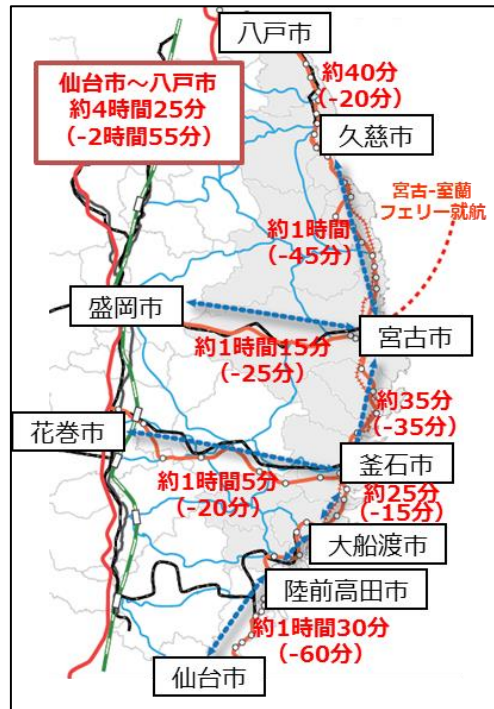 八戸市
仙台市～八戸市
約4時間25分
（-2時間55分）
約40分
（-20分）
久慈市
宮古-室蘭
フェリー就航
約1時間
（-45分）
盛岡市
宮古市
約1時間15分
（-25分）
約35分
（-35分）
花巻市
釜石市
約1時間5分
（-20分）
約25分
（-15分）
大船渡市
陸前高田市
約1時間30分
（-60分）
仙台市